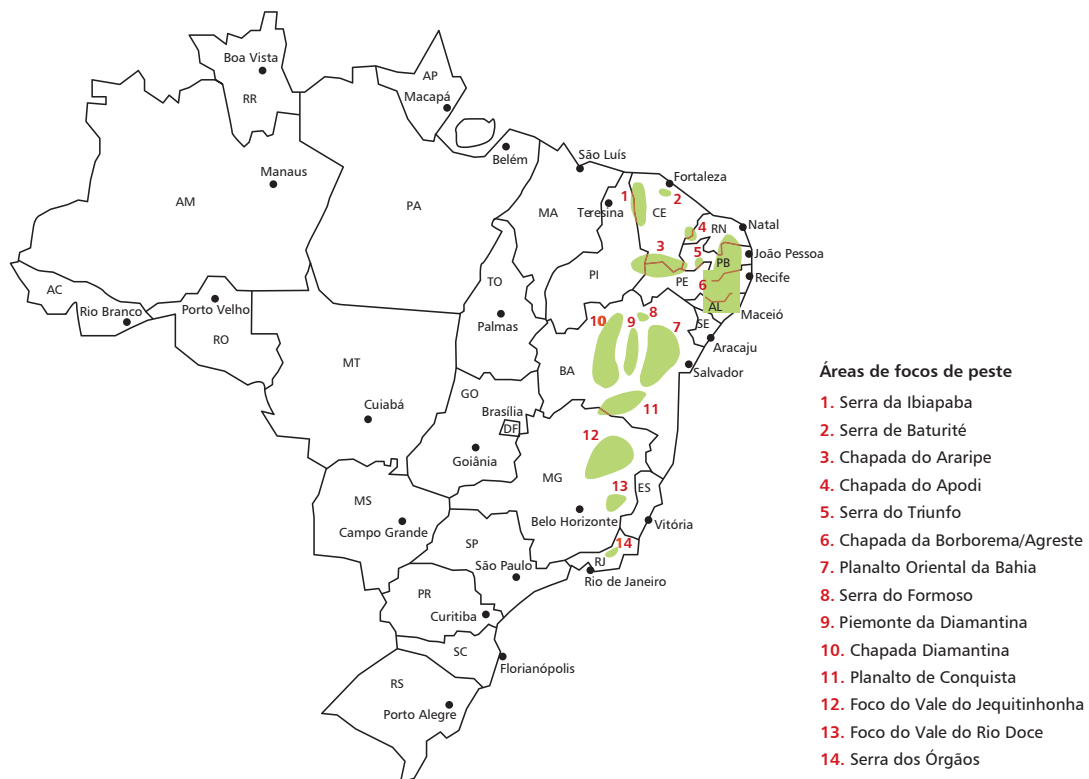 Boa Vista
RR
AP
Macapá
Belém
São Luís
Fortaleza
Manaus
AM
PA
MA
Teresina
1
CE
2
4
RN
Natal
3
5
PB
João Pessoa
PI
PE
6
Recife
TO
AL
Maceió
AC
Rio Branco
Porto Velho
RO
Palmas
10
9
8
7
SE
Aracaju
MT
BA
Salvador
GO
Brasília
DF
11
Cuiabá
Goiânia
12
MG
13
ES
MS
Campo Grande
Belo Horizonte
Vitória
SP
14
São Paulo
RJ
Rio de Janeiro
PR
Curitiba
SC
Florianópolis
RS
Porto Alegre
Áreas de focos de peste
1. Serra da Ibiapaba
2. Serra de Baturité
3. Chapada do Araripe
4. Chapada do Apodi
5. Serra do Triunfo
6. Chapada da Borborema/Agreste
7. Planalto Oriental da Bahia
8. Serra do Formoso
9. Piemonte da Diamantina
10. Chapada Diamantina
11. Planalto de Conquista
12. Foco do Vale do Jequitinhonha
13. Foco do Vale do Rio Doce
14. Serra dos Órgãos